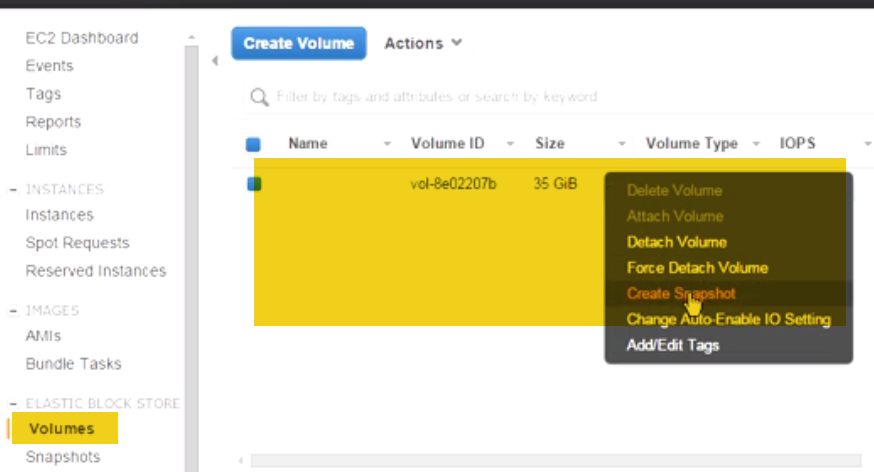 EC2 Dashboard
Events
Tags
Reports
Limits
INSTANCES
Instances
Spot Requests
Reserved Instances
IMAGES
AMIs
Bundle Tasks
ELASTIC BLOCK STORE
Volumes
Snapshots
Create Volume Actions
Filter by tags and attributes or search by keyword
Name Volume ID Size Volume Type IOPS
vol-8e02207b 35 GiB
Delete Volume
Attach Volume
Detach Volume
Force Detach Volume
Create Snapshot
Change Auto-Enable IO Setting
Add/Edit Tags